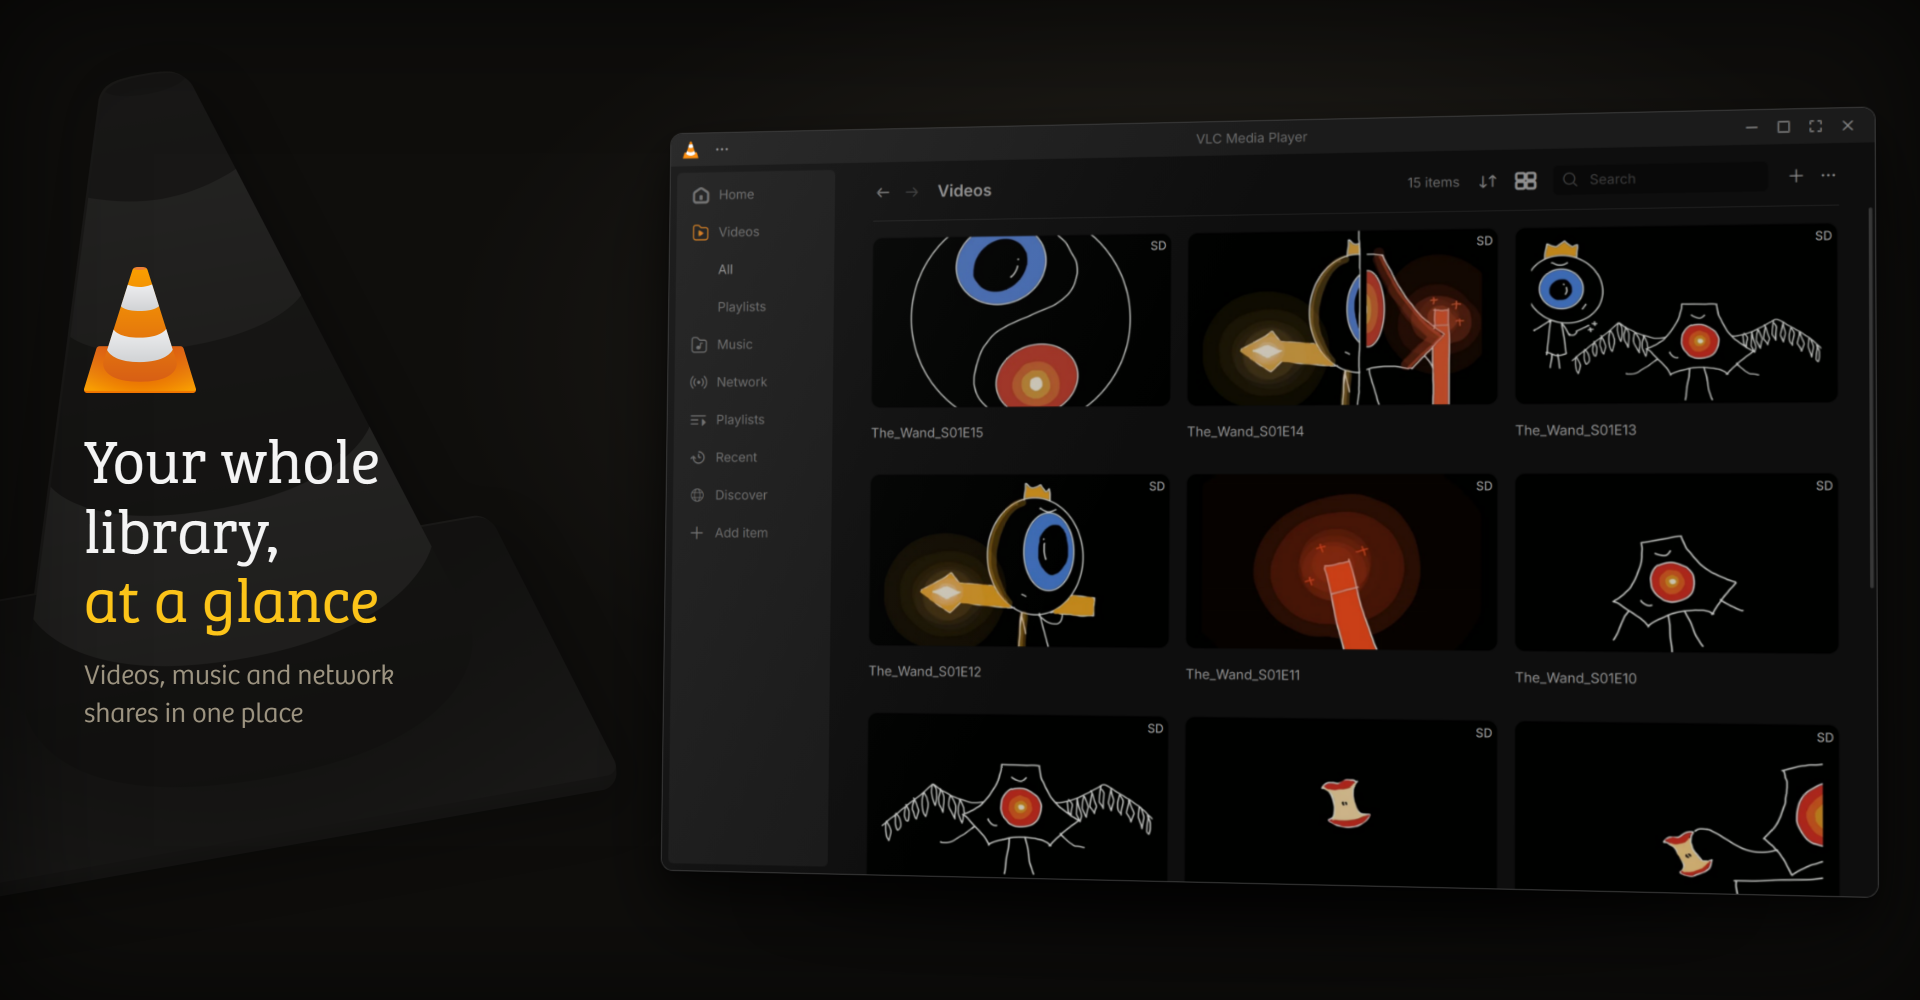 Your whole
library,
at a glance
Videos, music and network
shares in one place
VLC Media Player
Home
Videos
All
Playlists
Music
Network
Playlists
Recent
Discover
Add item
Videos
15 items
Search
SD
SD
SD
The_Wand_S01E15
The_Wand_S01E14
The_Wand_S01E13
SD
SD
SD
The_Wand_S01E12
The_Wand_S01E11
The_Wand_S01E10
SD
SD
SD